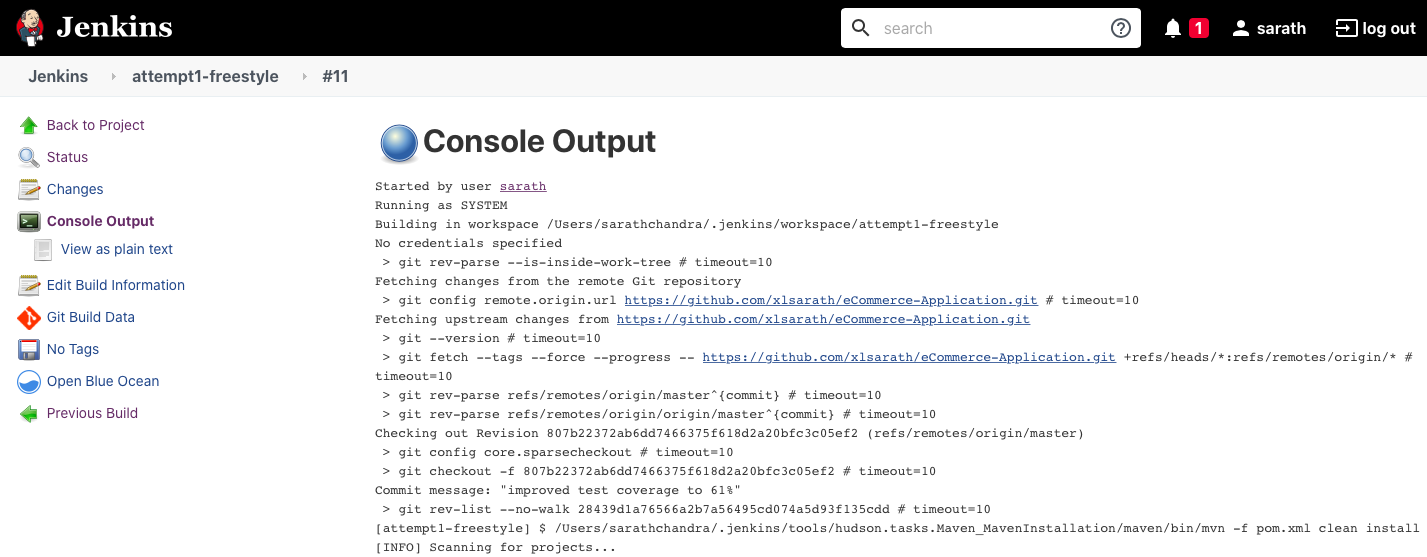 Jenkins
search
1
sarath
log out
Jenkins
attempt1-freestyle
#11
Back to Project
Status
Changes
Console Output
View as plain text
Edit Build Information
Git Build Data
No Tags
Open Blue Ocean
Previous Build
Console Output
Started by user sarath
Running as SYSTEM
Building in workspace /Users/sarathchandra/.jenkins/workspace/attempt1-freestyle
No credentials specified
> git rev-parse --is-inside-work-tree # timeout=10
Fetching changes from the remote Git repository
> git config remote.origin.url https://github.com/xlsarath/eCommerce-Application.git # timeout=10
Fetching upstream changes from https://github.com/xlsarath/eCommerce-Application.git
> git --version # timeout=10
> git fetch --tags --force --progress -- https://github.com/xlsarath/eCommerce-Application.git +refs/heads/*:refs/remotes/origin/* #
timeout=10
> git rev-parse refs/remotes/origin/master^{commit} # timeout=10
> git rev-parse refs/remotes/origin/origin/master^{commit} # timeout=10
Checking out Revision 807b22372ab6dd7466375f618d2a20bfc3c05ef2 (refs/remotes/origin/master)
> git config core.sparsecheckout # timeout=10
> git checkout -f 807b22372ab6dd7466375f618d2a20bfc3c05ef2 # timeout=10
Commit message: "improved test coverage to 61%"
> git rev-list --no-walk 28439d1a76566a2b7a56495cd074a5d93f135cdd # timeout=10
[attempt1-freestyle] $ /Users/sarathchandra/.jenkins/tools/hudson.tasks.Maven_MavenInstallation/maven/bin/mvn -f pom.xml clean install
[INFO] Scanning for projects...